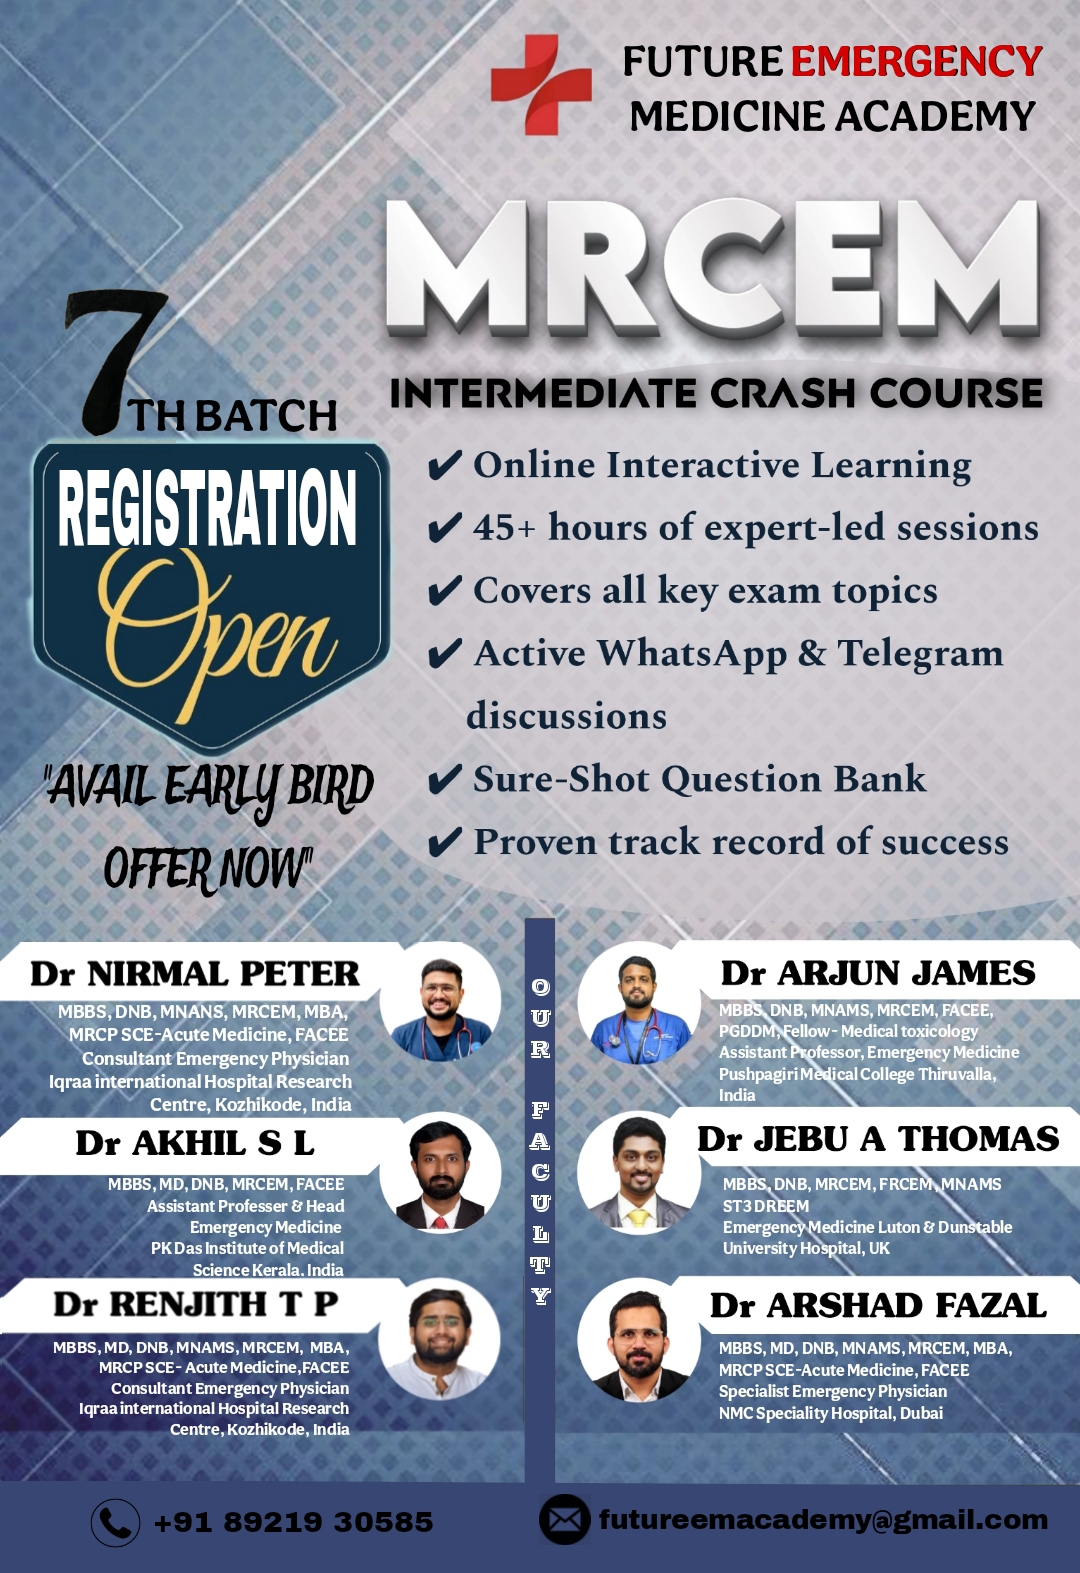 FUTURE EMERGENCY
MEDICINE ACADEMY
MRCEM
INTERMEDIATE CRASH COURSE
7TH BATCH
REGISTRATION
Open
"AVAIL EARLY BIRD
OFFER NOW"
✔ Online Interactive Learning
✔ 45+ hours of expert-led sessions
✔ Covers all key exam topics
✔ Active WhatsApp & Telegram
discussions
✔ Sure-Shot Question Bank
✔ Proven track record of success
OUR FACULTY
Dr NIRMAL PETER
MBBS, DNB, MNANS, MRCEM, MBA,
MRCP SCE-Acute Medicine, FACEE
Consultant Emergency Physician
Iqraa international Hospital Research
Centre, Kozhikode, India
Dr AKHIL S L
MBBS, MD, DNB, MRCEM, FACEE
Assistant Professer & Head
Emergency Medicine
PK Das Institute of Medical
Science Kerala. India
Dr RENJITH T P
MBBS, MD, DNB, MNAMS, MRCEM, MBA,
MRCP SCE- Acute Medicine,FACEE
Consultant Emergency Physician
Iqraa international Hospital Research
Centre, Kozhikode, India
Dr ARJUN JAMES
MBBS, DNB, MNAMS, MRCEM, FACEE,
PGDDM, Fellow- Medical toxicology
Assistant Professor, Emergency Medicine
Pushpagiri Medical College Thiruvalla,
India
Dr JEBU A THOMAS
MBBS, DNB, MRCEM, FRCEM, MNAMS
ST3 DREEM
Emergency Medicine Luton & Dunstable
University Hospital, UK
Dr ARSHAD FAZAL
MBBS, MD, DNB, MNAMS, MRCEM, MBA,
MRCP SCE-Acute Medicine, FACEE
Specialist Emergency Physician
NMC Speciality Hospital, Dubai
+91 89219 30585
futureemacademy@gmail.com